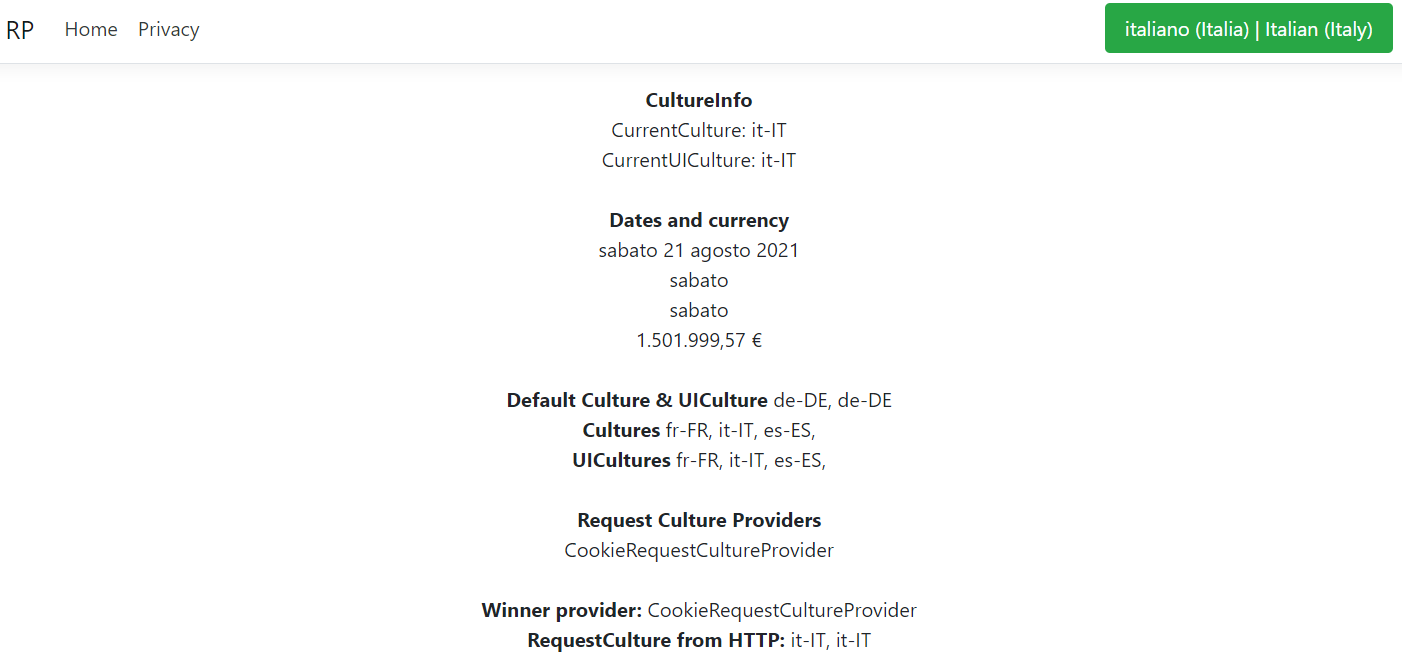 RP Home Privacy italiano (Italia) | Italian (Italy)
CultureInfo
CurrentCulture: it-IT
CurrentUICulture: it-IT
Dates and currency
sabato 21 agosto 2021
sabato
sabato
1.501.999,57 €
Default Culture & UICulture de-DE, de-DE
Cultures fr-FR, it-IT, es-ES,
UICultures fr-FR, it-IT, es-ES,
Request Culture Providers
CookieRequestCultureProvider
Winner provider: CookieRequestCultureProvider
RequestCulture from HTTP: it-IT, it-IT